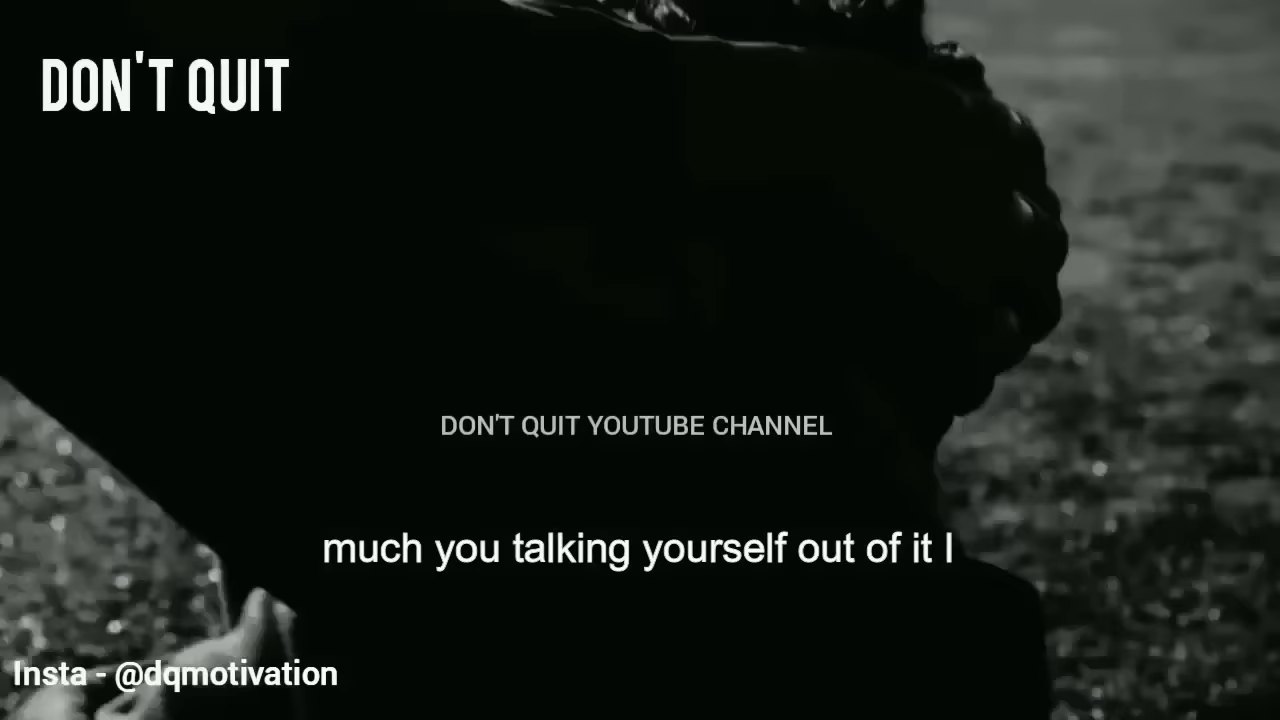 DON'T QUIT
DON'T QUIT YOUTUBE CHANNEL
much you talking yourself out of it I
Insta - @dqmotivation